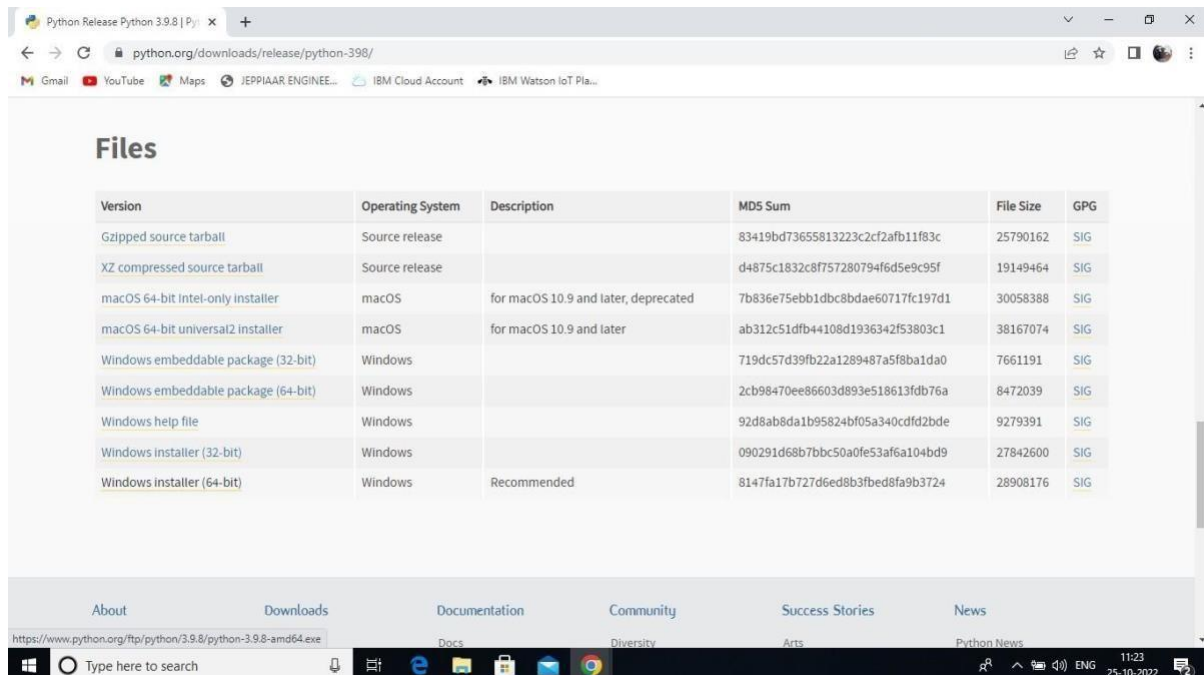 Python Release Python 3.9.8 | Pyt
python.org/downloads/release/python-398/
Gmail YouTube Maps JEPPIAAR ENGINEE... IBM Cloud Account IBM Watson IoT Pla...
Files
Version Operating System Description MD5 Sum File Size GPG
Gzipped source tarball Source release 83419bd73655813223c2cf2afb11f83c 25790162 SIG
XZ compressed source tarball Source release d4875c1832c8f757280794f6d5e9c95f 19149464 SIG
macOS 64-bit Intel-only installer macOS for macOS 10.9 and later, deprecated 7b836e75ebb1dbc8bdae60717fc197d1 30058388 SIG
macOS 64-bit universal2 installer macOS for macOS 10.9 and later ab312c51dfb44108d1936342f53803c1 38167074 SIG
Windows embeddable package (32-bit) Windows 719dc57d39fb22a1289487a5f8ba1da0 7661191 SIG
Windows embeddable package (64-bit) Windows 2cb98470ee86603d893e518613fdb76a 8472039 SIG
Windows help file Windows 92d8ab8da1b95824bf05a340cdfd2bde 9279391 SIG
Windows installer (32-bit) Windows 090291d68b7bbc50a0fe53af6a104bd9 27842600 SIG
Windows installer (64-bit) Windows Recommended 8147fa17b727d6ed8b3fbed8fa9b3724 28908176 SIG
About Downloads Documentation Community Success Stories News
https://www.python.org/ftp/python/3.9.8/python-3.9.8-amd64.exe Docs Diversity Arts Python News
Type here to search ENG 11:23
25-10-2022